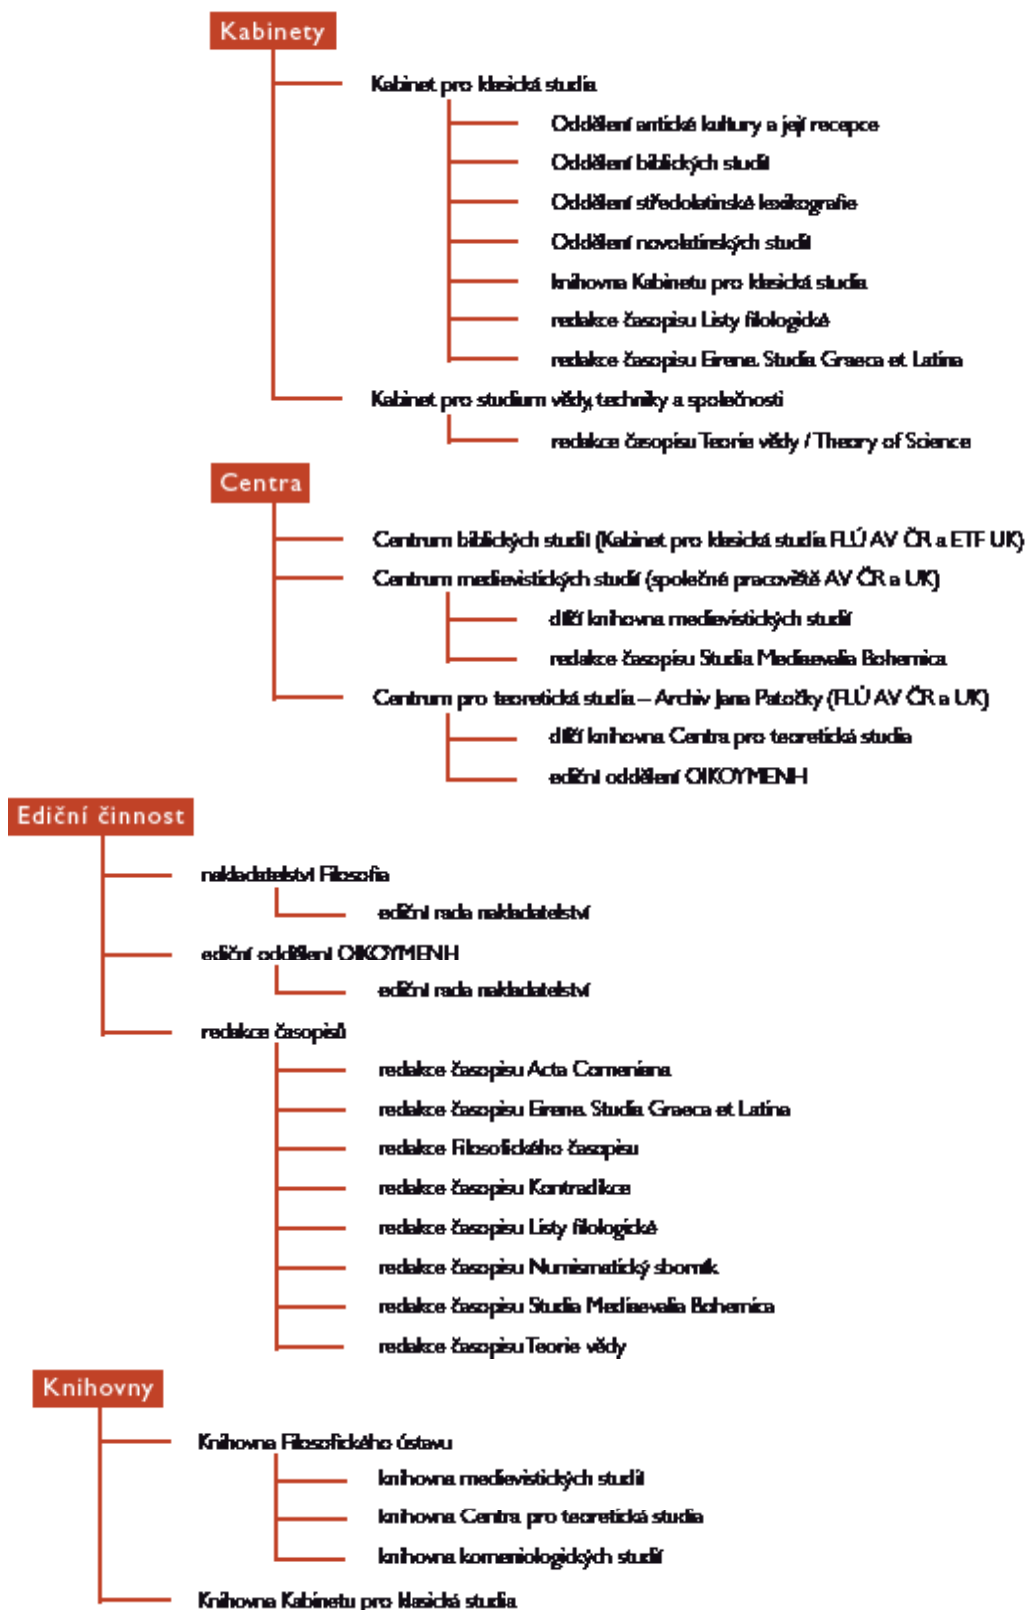 Kabinety
Kabinet pro klasická studia
Oddělení antické kultury a její recepce
Oddělení biblických studií
Oddělení středolatinské lexikografie
Oddělení novolatinských studií
knihovna Kabinetu pro klasická studia
redakce časopisu Listy filologické
redakce časopisu Eirene. Studia Graeca et Latina
Kabinet pro studium vědy, techniky a společnosti
redakce časopisu Teorie vědy / Theory of Science
Centra
Centrum biblických studií (Kabinet pro klasická studia FLÚ AV ČR a ETF UK)
Centrum medievistických studií (společné pracoviště AV ČR a UK)
dílčí knihovna medievistických studií
redakce časopisu Studia Mediaevalia Bohemica
Centrum pro teoretická studia – Archiv Jana Patočky (FLÚ AV ČR a UK)
dílčí knihovna Centra pro teoretická studia
ediční oddělení OIKOYMENH
Ediční činnost
nakladatelství Filosofia
ediční rada nakladatelství
ediční oddělení OIKOYMENH
ediční rada nakladatelství
redakce časopisů
redakce časopisu Acta Comeniana
redakce časopisu Eirene. Studia Graeca et Latina
redakce Filosofického časopisu
redakce časopisu Kontradikce
redakce časopisu Listy filologické
redakce časopisu Numismatický sborník
redakce časopisu Studia Mediaevalia Bohemica
redakce časopisu Teorie vědy
Knihovny
Knihovna Filosofického ústavu
knihovna medievistických studií
knihovna Centra pro teoretická studia
knihovna komeniologických studií
Knihovna Kabinetu pro klasická studia